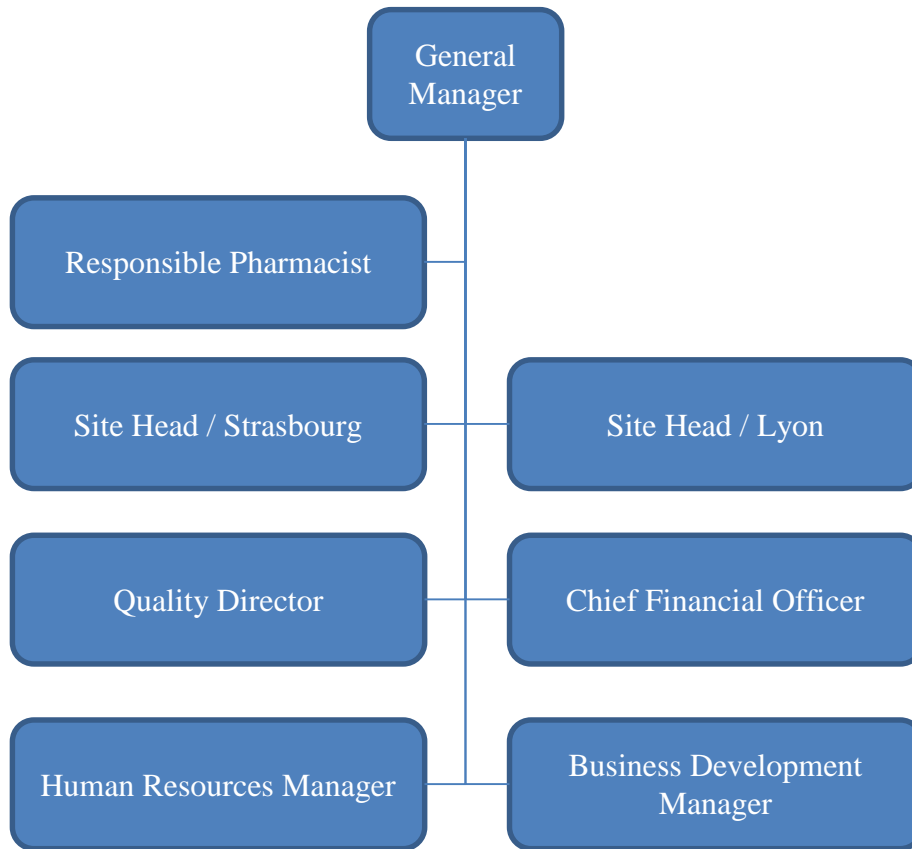 General
Manager
Responsible Pharmacist
Site Head / Strasbourg
Site Head / Lyon
Quality Director
Chief Financial Officer
Human Resources Manager
Business Development
Manager